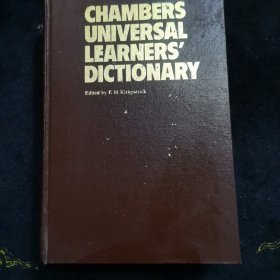 CHAMBERS
UNIVERSAL
LEARNERS'
DICTIONARY
Edited by E M Kirkpatrick